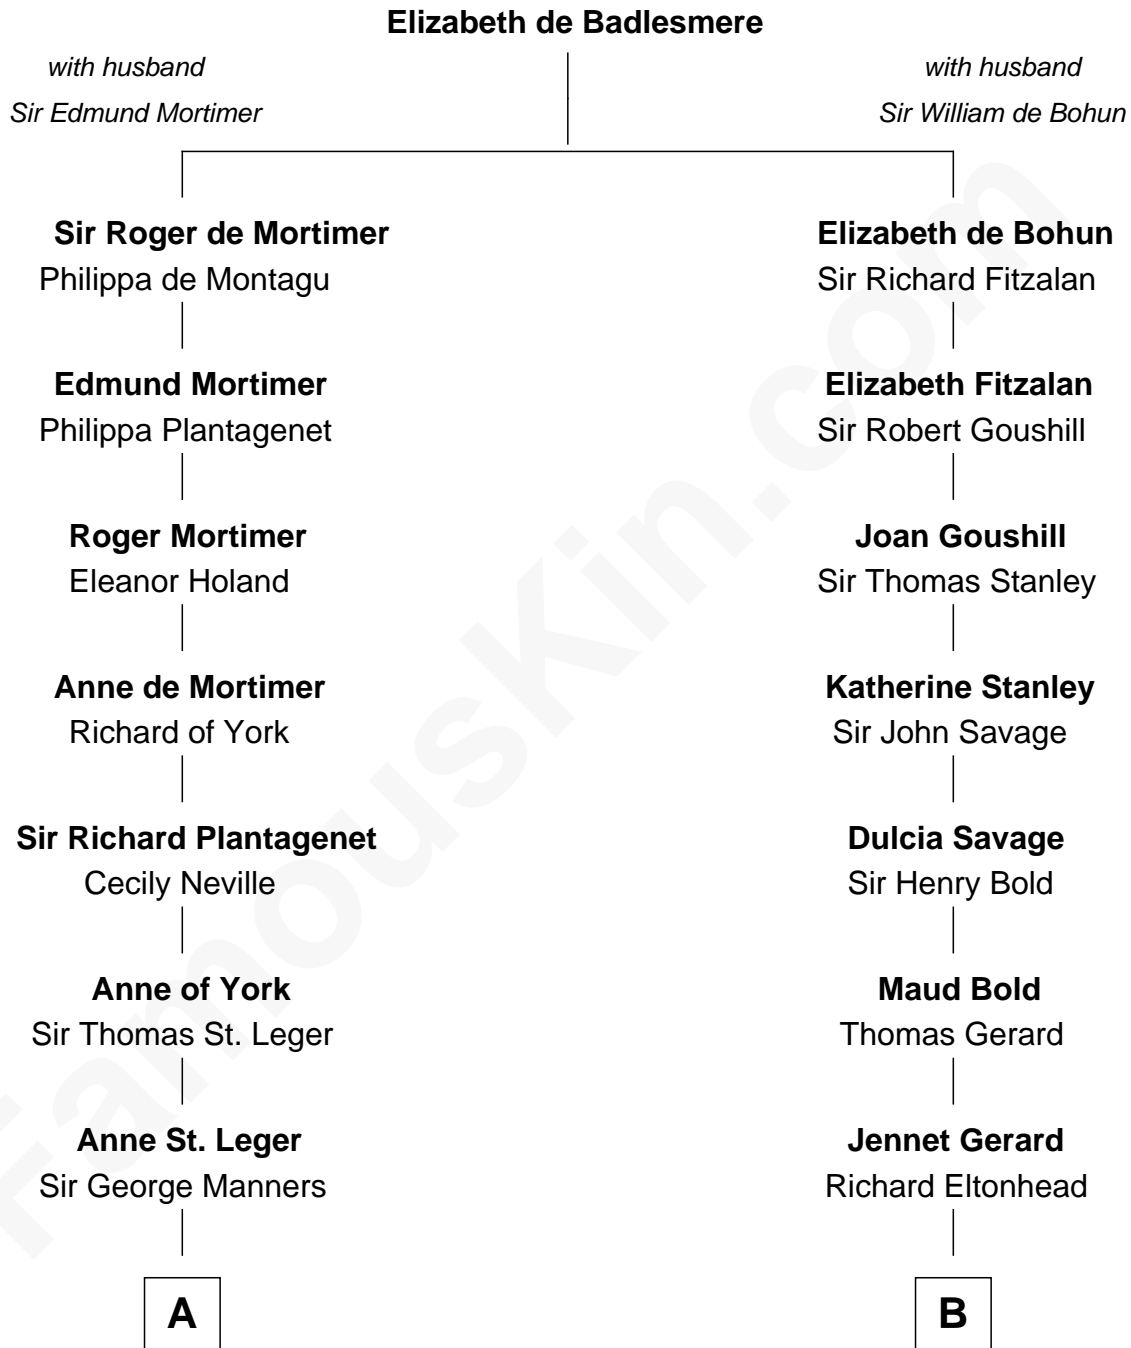 Elizabeth de Badlesmere
with husband
Sir Edmund Mortimer
with husband
Sir William de Bohun
Sir Roger de Mortimer
Philippa de Montagu
Elizabeth de Bohun
Sir Richard Fitzalan
Edmund Mortimer
Philippa Plantagenet
Elizabeth Fitzalan
Sir Robert Goushill
Roger Mortimer
Eleanor Holand
Joan Goushill
Sir Thomas Stanley
Anne de Mortimer
Richard of York
Katherine Stanley
Sir John Savage
Sir Richard Plantagenet
Cecily Neville
Dulcia Savage
Sir Henry Bold
Anne of York
Sir Thomas St. Leger
Maud Bold
Thomas Gerard
Anne St. Leger
Sir George Manners
Jennet Gerard
Richard Eltonhead
A
B
FamousKin.com